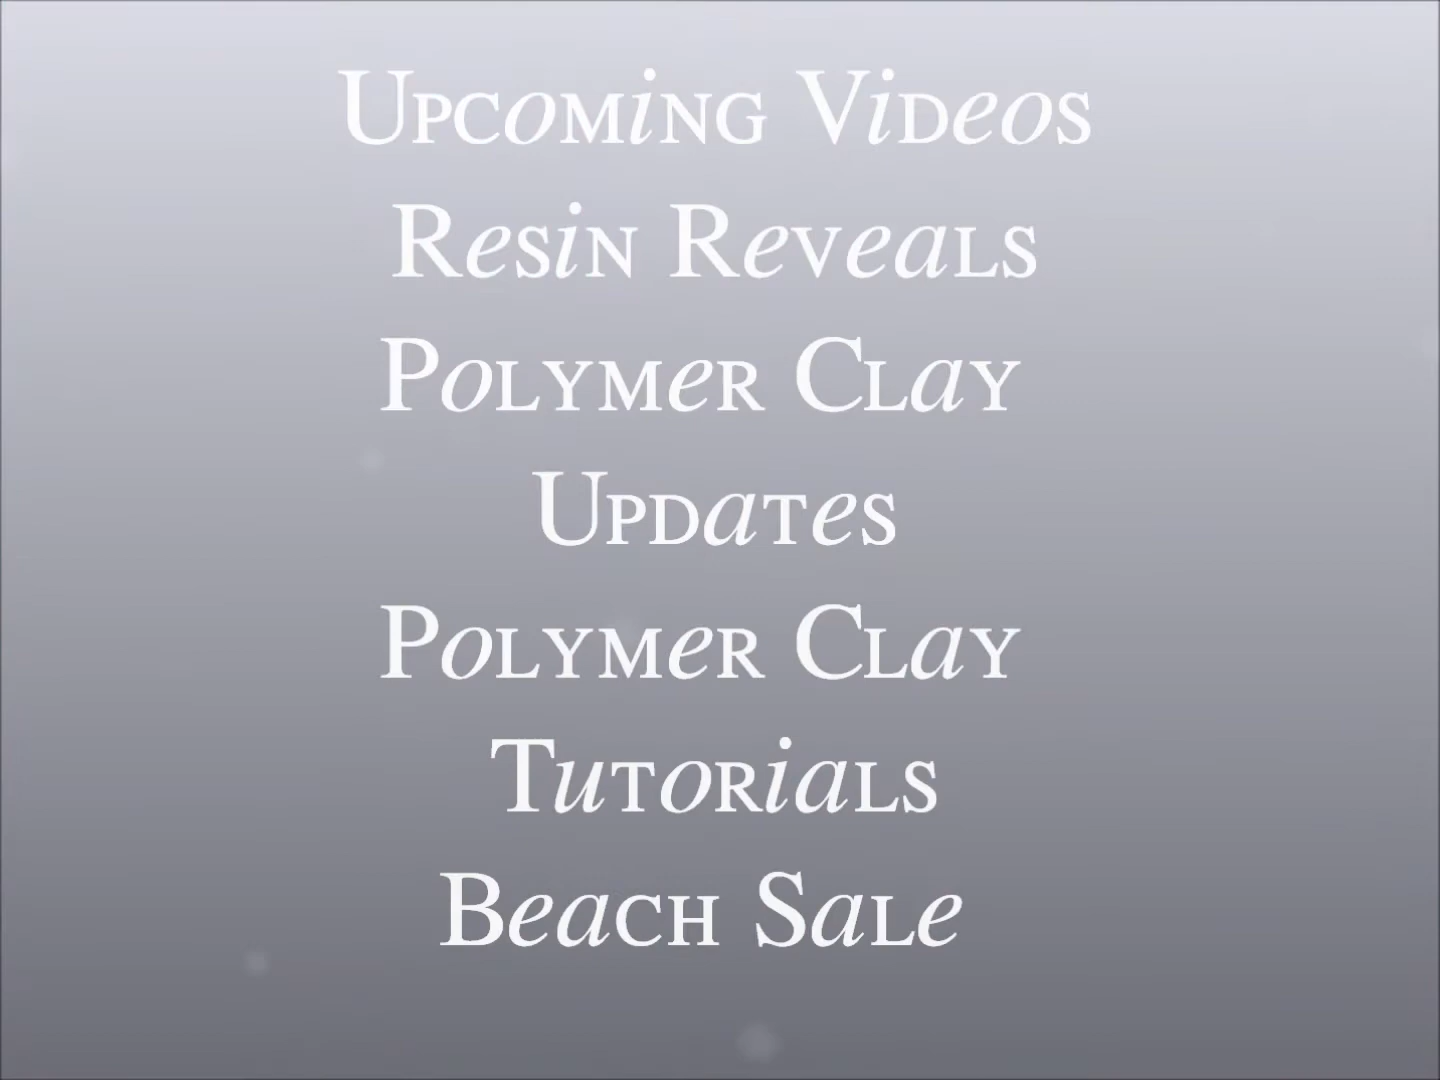 Upcoming Videos
Resin Reveals
Polymer Clay
Updates
Polymer Clay
Tutorials
Beach Sale